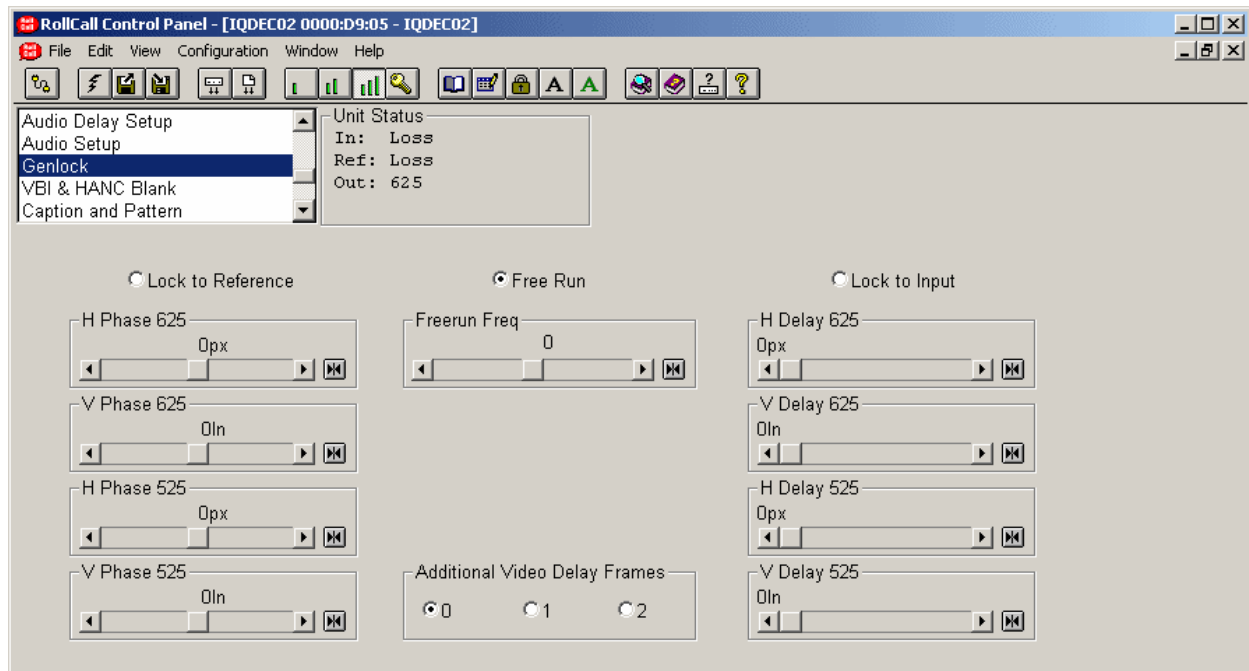 RollCall Control Panel - [IQDEC02 0000:D9:05 - IQDEC02]
File Edit View Configuration Window Help
A A
Audio Delay Setup
Audio Setup
Genlock
VBI & HANC Blank
Caption and Pattern
Unit Status
In: Loss
Ref: Loss
Out: 625
Lock to Reference
Free Run
Lock to Input
H Phase 625
0px
Freerun Freq
0
H Delay 625
0px
V Phase 625
0ln
V Delay 625
0ln
H Phase 525
0px
H Delay 525
0px
V Phase 525
0ln
Additional Video Delay Frames
0 1 2
V Delay 525
0ln